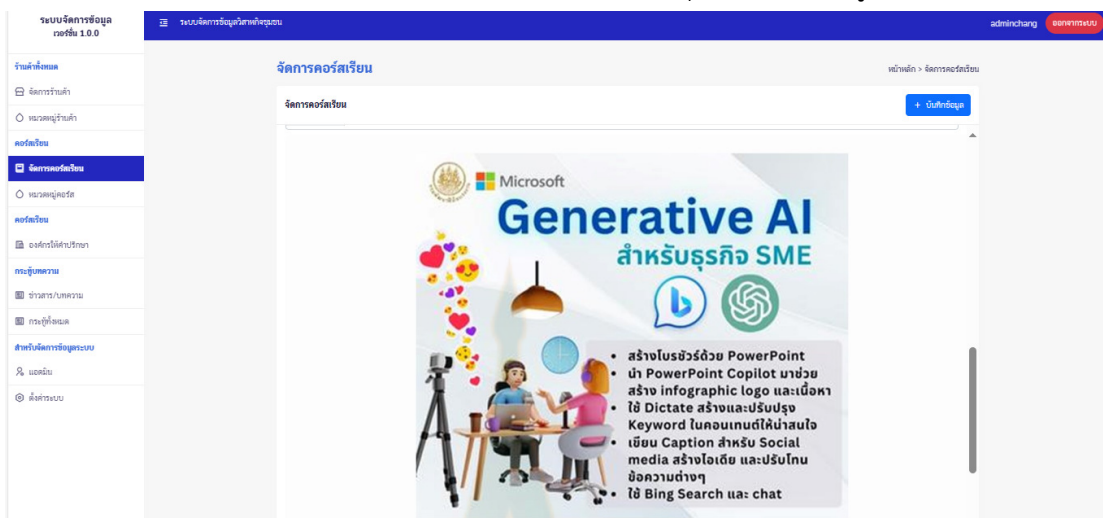 ระบบจัดการข้อมูล
เวอร์ชั่น 1.0.0
ระบบจัดการข้อมูลวิสาหกิจชุมชน
adminchang
ออกจากระบบ
ร้านค้าทั้งหมด
จัดการร้านค้า
หมวดหมู่ร้านค้า
คอร์สเรียน
จัดการคอร์สเรียน
หมวดหมู่คอร์ส
คอร์สเรียน
องค์กรให้คำปรึกษา
กระทู้บทความ
ข่าวสาร/บทความ
กระทู้ทั้งหมด
สำหรับจัดการข้อมูลระบบ
แอดมิน
ตั้งค่าระบบ
จัดการคอร์สเรียน
หน้าหลัก > จัดการคอร์สเรียน
จัดการคอร์สเรียน
+ บันทึกข้อมูล
Microsoft
Generative AI
สำหรับธุรกิจ SME
• สร้างโบรชัวร์ด้วย PowerPoint
• นำ PowerPoint Copilot มาช่วย
สร้าง infographic logo และเนื้อหา
• ใช้ Dictate สร้างและปรับปรุง
Keyword ในคอนเทนต์ให้น่าสนใจ
• เขียน Caption สำหรับ Social
media สร้างไอเดีย และปรับโทน
ข้อความต่างๆ
• ใช้ Bing Search และ chat